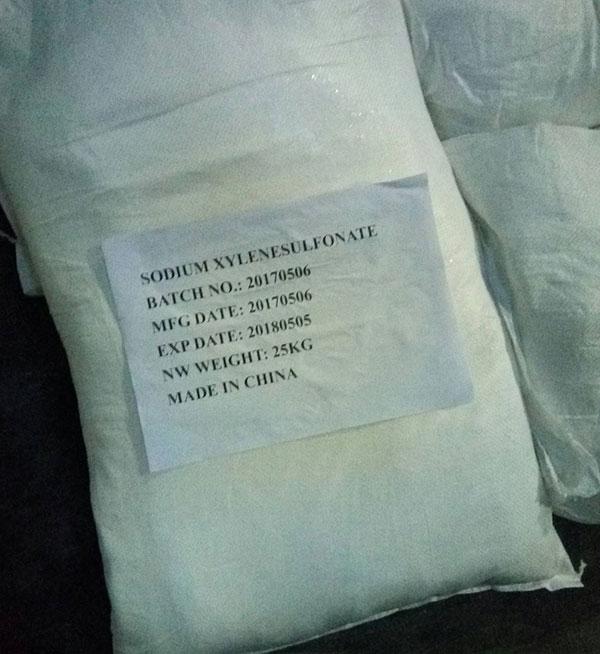 SODIUM XYLENESULFONATE
BATCH NO.: 20170506
MFG DATE: 20170506
EXP DATE: 20180505
NW WEIGHT: 25KG
MADE IN CHINA